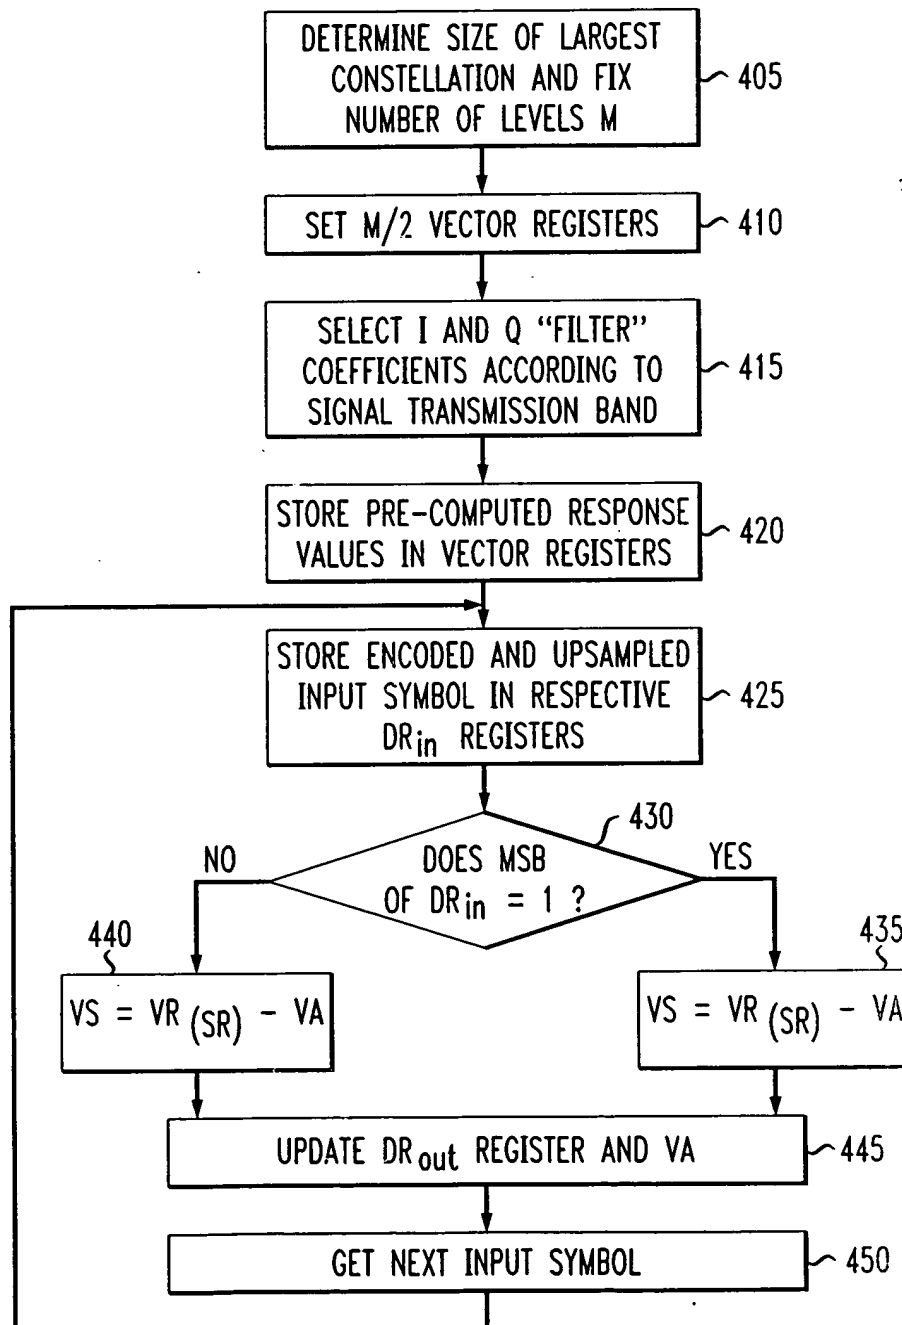 DETERMINE SIZE OF LARGEST
CONSTELLATION AND FIX
NUMBER OF LEVELS M
405
SET M/2 VECTOR REGISTERS
410
SELECT I AND Q “FILTER”
COEFFICIENTS ACCORDING TO
SIGNAL TRANSMISSION BAND
415
STORE PRE-COMPUTED RESPONSE
VALUES IN VECTOR REGISTERS
420
STORE ENCODED AND UPSAMPLED
INPUT SYMBOL IN RESPECTIVE
DRin REGISTERS
425
430
NO
DOES MSB
OF DRin = 1 ?
YES
440
VS = VR (SR) - VA
435
VS = VR (SR) - VA
UPDATE DRout REGISTER AND VA
445
GET NEXT INPUT SYMBOL
450